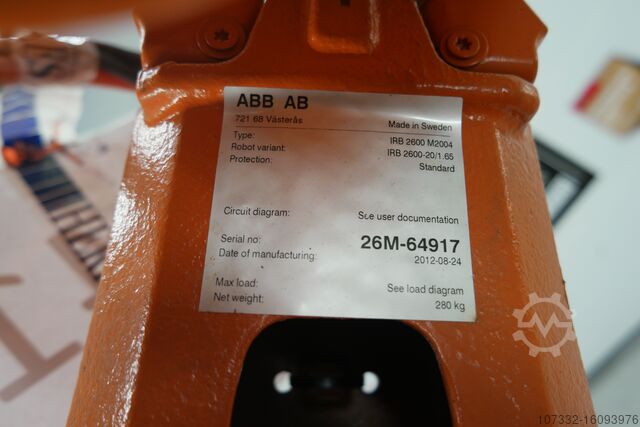 ABB AB
721 68 Västerås Made in Sweden
Type: IRB 2600 M2004
Robot variant: IRB 2600-20/1.65
Protection: Standard
Circuit diagram: See user documentation
Serial no: 26M-64917
Date of manufacturing: 2012-08-24
Max load: See load diagram
Net weight: 280 kg
107332-16093976